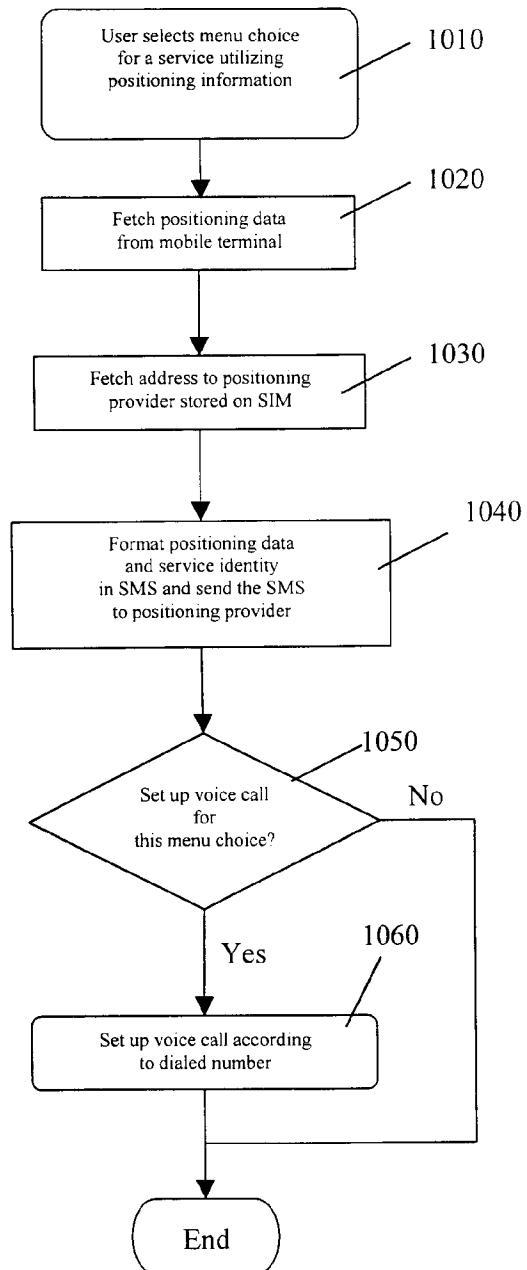 User selects menu choice
for a service utilizing
positioning information
1010
1020
Fetch positioning data
from mobile terminal
1030
Fetch address to positioning
provider stored on SIM
1040
Format positioning data
and service identity
in SMS and send the SMS
to positioning provider
1050
Set up voice call
for
this menu choice?
No
Yes
1060
Set up voice call according
to dialed number
End